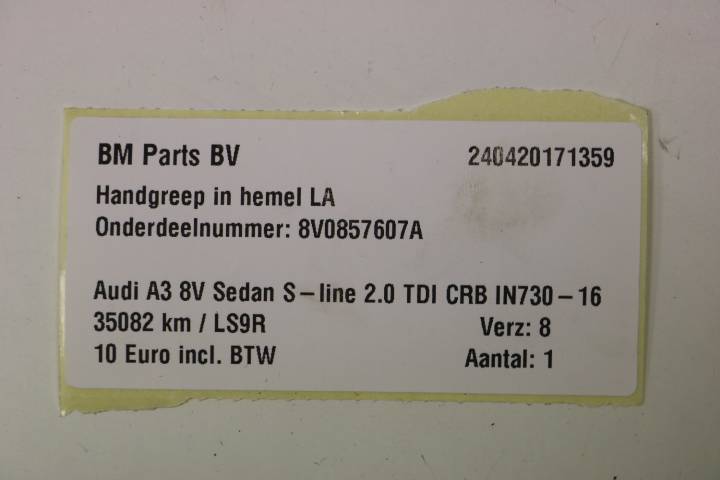 BM Parts BV 240420171359
Handgreep in hemel LA
Onderdeelnummer: 8V0857607A
Audi A3 8V Sedan S-line 2.0 TDI CRB IN730-16
35082 km / LS9R Verz: 8
10 Euro incl. BTW Aantal: 1